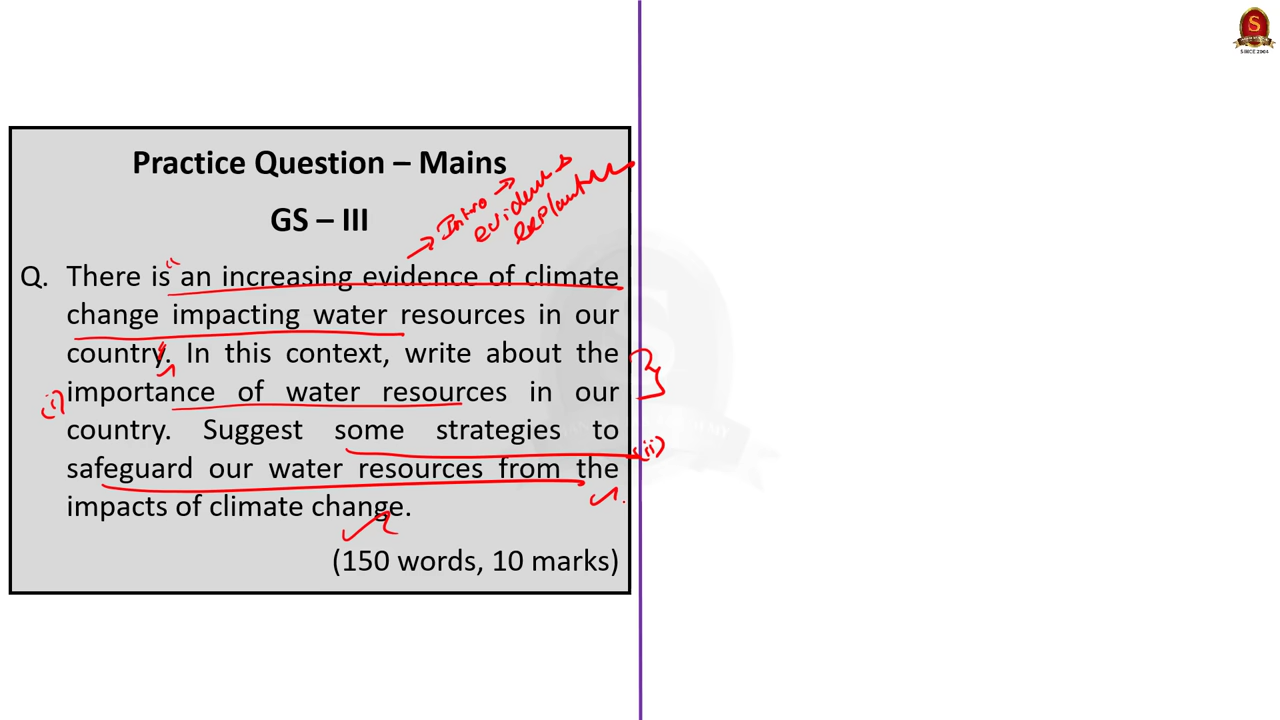 Practice Question – Mains
GS – III
→ Intro →
evidence
Q. There is an increasing evidence of climate
change impacting water resources in our
country. In this context, write about the
(i) importance of water resources in our
country. Suggest some strategies to
(ii)
safeguard our water resources from the
impacts of climate change.
(150 words, 10 marks)
S
SINCE 2004